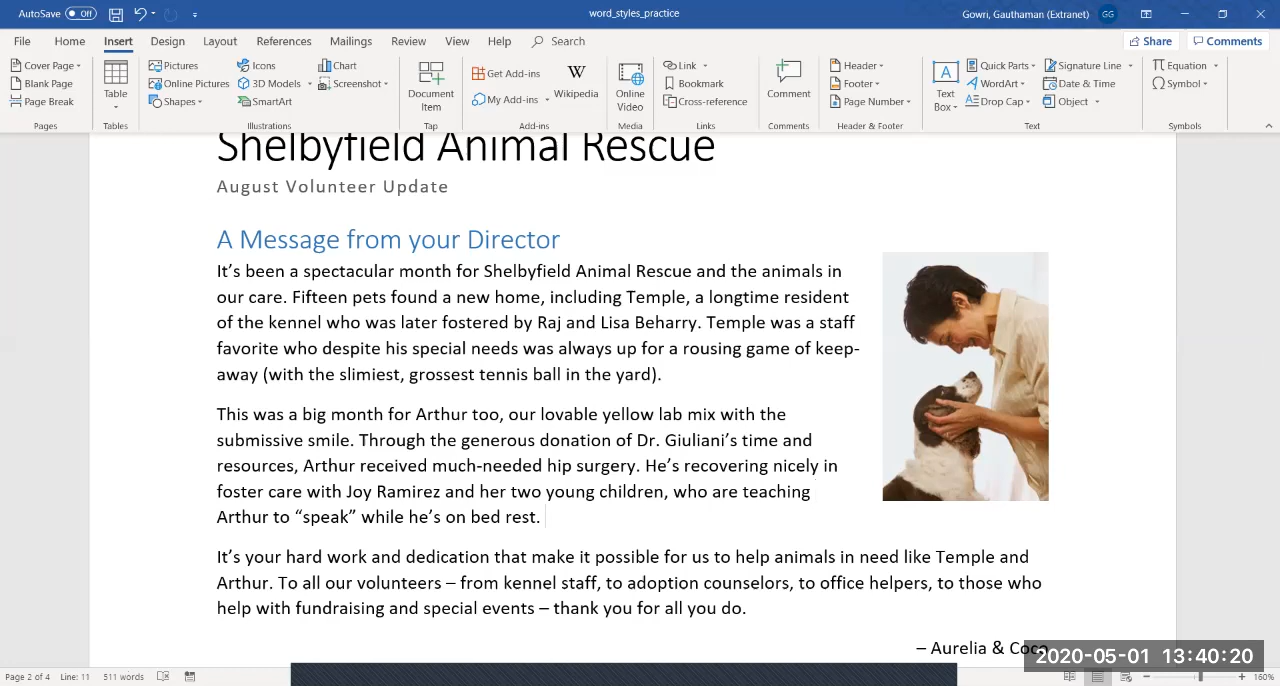 AutoSave Off word_styles_practice Gowri, Gauthaman (Extranet) GG
File Home Insert Design Layout References Mailings Review View Help Search Share Comments
Cover Page
Blank Page
Page Break
Pages
Table
Tables
Pictures
Online Pictures
Shapes
Icons
3D Models
SmartArt
Chart
Screenshot
Illustrations
Document
Item
Tap
Get Add-ins
My Add-ins
Wikipedia
Add-ins
Online
Video
Media
Link
Bookmark
Cross-reference
Links
Comment
Comments
Header
Footer
Page Number
Header & Footer
Text
Box
Quick Parts
WordArt
Drop Cap
Signature Line
Date & Time
Object
Text
Equation
Symbol
Symbols
Shelbyfield Animal Rescue
August Volunteer Update
A Message from your Director
It’s been a spectacular month for Shelbyfield Animal Rescue and the animals in
our care. Fifteen pets found a new home, including Temple, a longtime resident
of the kennel who was later fostered by Raj and Lisa Beharry. Temple was a staff
favorite who despite his special needs was always up for a rousing game of keep-
away (with the slimiest, grossest tennis ball in the yard).
This was a big month for Arthur too, our lovable yellow lab mix with the
submissive smile. Through the generous donation of Dr. Giuliani’s time and
resources, Arthur received much-needed hip surgery. He’s recovering nicely in
foster care with Joy Ramirez and her two young children, who are teaching
Arthur to “speak” while he’s on bed rest.
It’s your hard work and dedication that make it possible for us to help animals in need like Temple and
Arthur. To all our volunteers – from kennel staff, to adoption counselors, to office helpers, to those who
help with fundraising and special events – thank you for all you do.
– Aurelia & Coco
2020-05-01 13:40:20
Page 2 of 4 Line: 11 511 words 160%